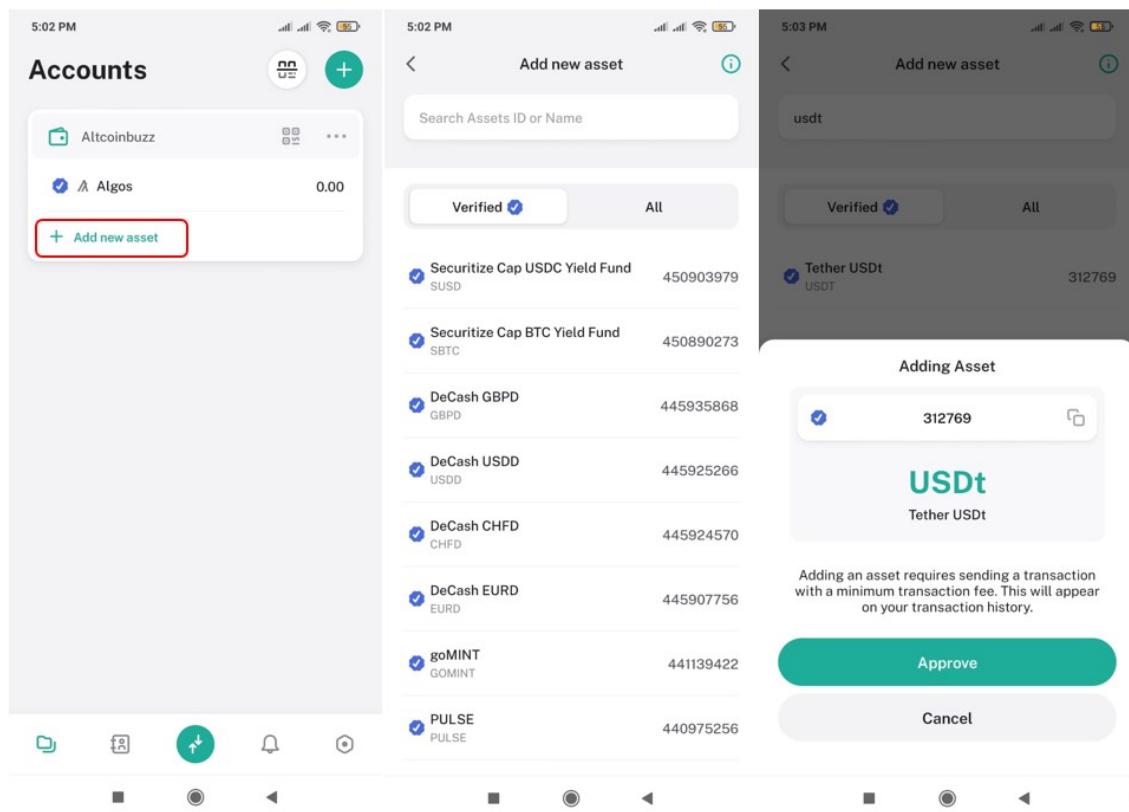 5:02 PM
55
Accounts
Altcoinbuzz
Algos 0.00
+ Add new asset
5:02 PM
55
Add new asset
Search Assets ID or Name
Verified All
Securitize Cap USDC Yield Fund
SUSD
450903979
Securitize Cap BTC Yield Fund
SBTC
450890273
DeCash GBPD
GBPD
445935868
DeCash USDD
USDD
445925266
DeCash CHFD
CHFD
445924570
DeCash EURD
EURD
445907756
goMINT
GOMINT
441139422
PULSE
PULSE
440975256
5:03 PM
Add new asset
usdt
Verified All
Tether USDt
USDT
312769
Adding Asset
312769
USDt
Tether USDt
Adding an asset requires sending a transaction
with a minimum transaction fee. This will appear
on your transaction history.
Approve
Cancel